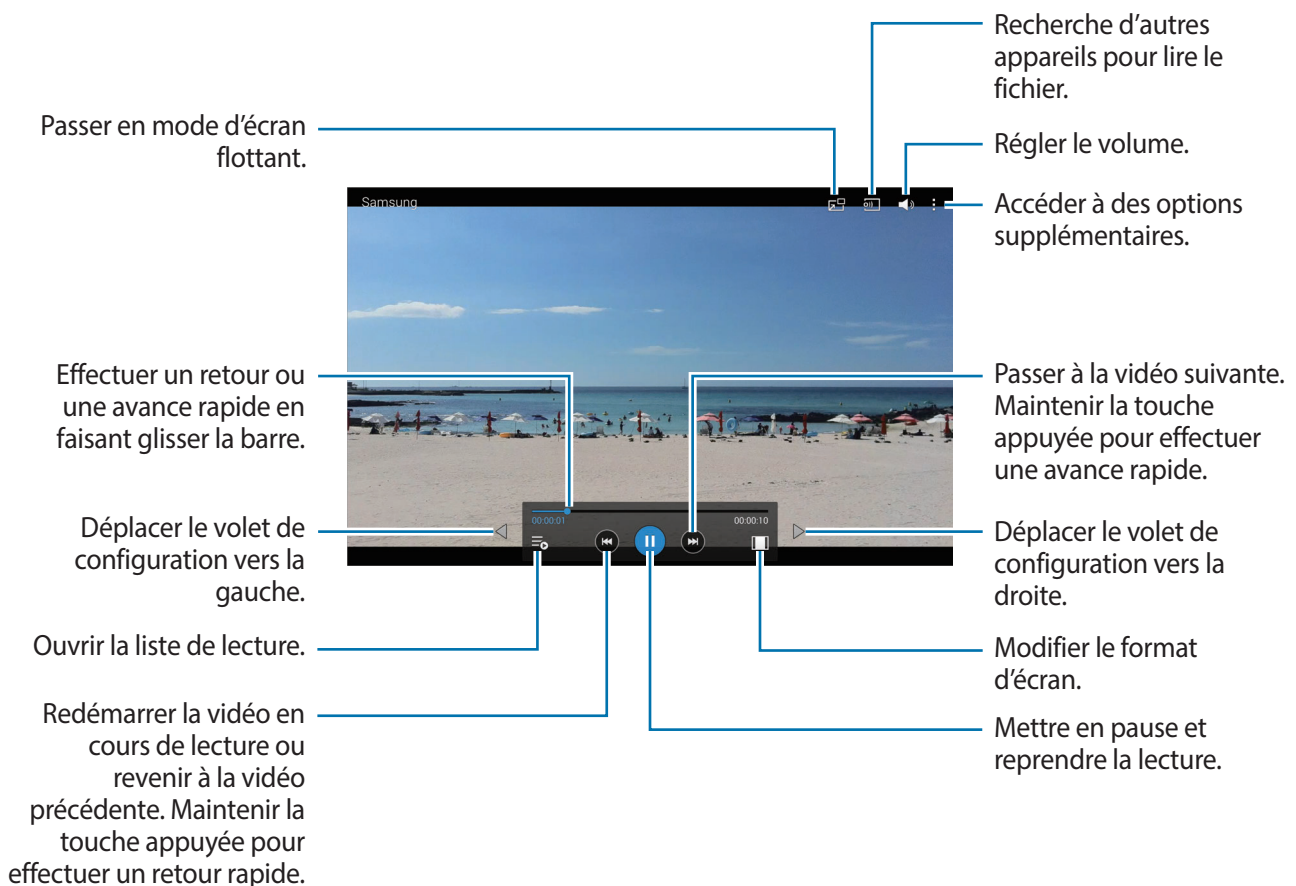 Recherche d'autres
appareils pour lire le
fichier.
Passer en mode d'écran
flottant.
Régler le volume.
Accéder à des options
supplémentaires.
Samsung
Effectuer un retour ou
une avance rapide en
faisant glisser la barre.
Passer à la vidéo suivante.
Maintenir la touche
appuyée pour effectuer
une avance rapide.
00:00:01
00:00:10
Déplacer le volet de
configuration vers la
gauche.
Déplacer le volet de
configuration vers la
droite.
Ouvrir la liste de lecture.
Modifier le format
d'écran.
Redémarrer la vidéo en
cours de lecture ou
revenir à la vidéo
précédente. Maintenir la
touche appuyée pour
effectuer un retour rapide.
Mettre en pause et
reprendre la lecture.